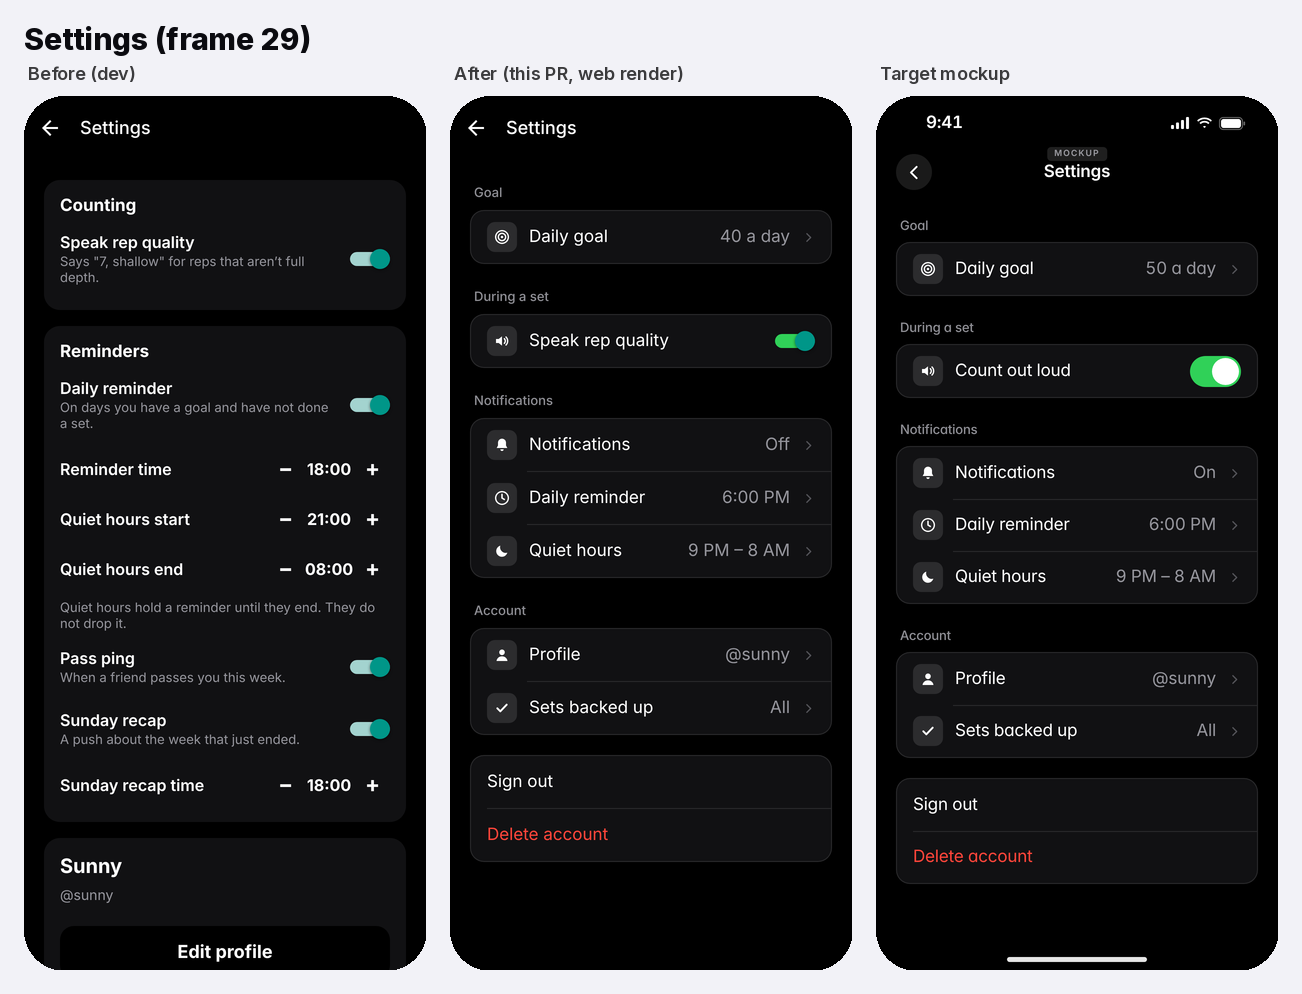 Settings (frame 29)
Before (dev)
Settings
Counting
Speak rep quality
Says "7, shallow" for reps that aren't full
depth.
Reminders
Daily reminder
On days you have a goal and have not done
a set.
Reminder time − 18:00 +
Quiet hours start − 21:00 +
Quiet hours end − 08:00 +
Quiet hours hold a reminder until they end. They do
not drop it.
Pass ping
When a friend passes you this week.
Sunday recap
A push about the week that just ended.
Sunday recap time − 18:00 +
Sunny
@sunny
Edit profile
After (this PR, web render)
Settings
Goal
Daily goal 40 a day
During a set
Speak rep quality
Notifications
Notifications Off
Daily reminder 6:00 PM
Quiet hours 9 PM – 8 AM
Account
Profile @sunny
Sets backed up All
Sign out
Delete account
Target mockup
9:41
MOCKUP
Settings
Goal
Daily goal 50 a day
During a set
Count out loud
Notifications
Notifications On
Daily reminder 6:00 PM
Quiet hours 9 PM – 8 AM
Account
Profile @sunny
Sets backed up All
Sign out
Delete account